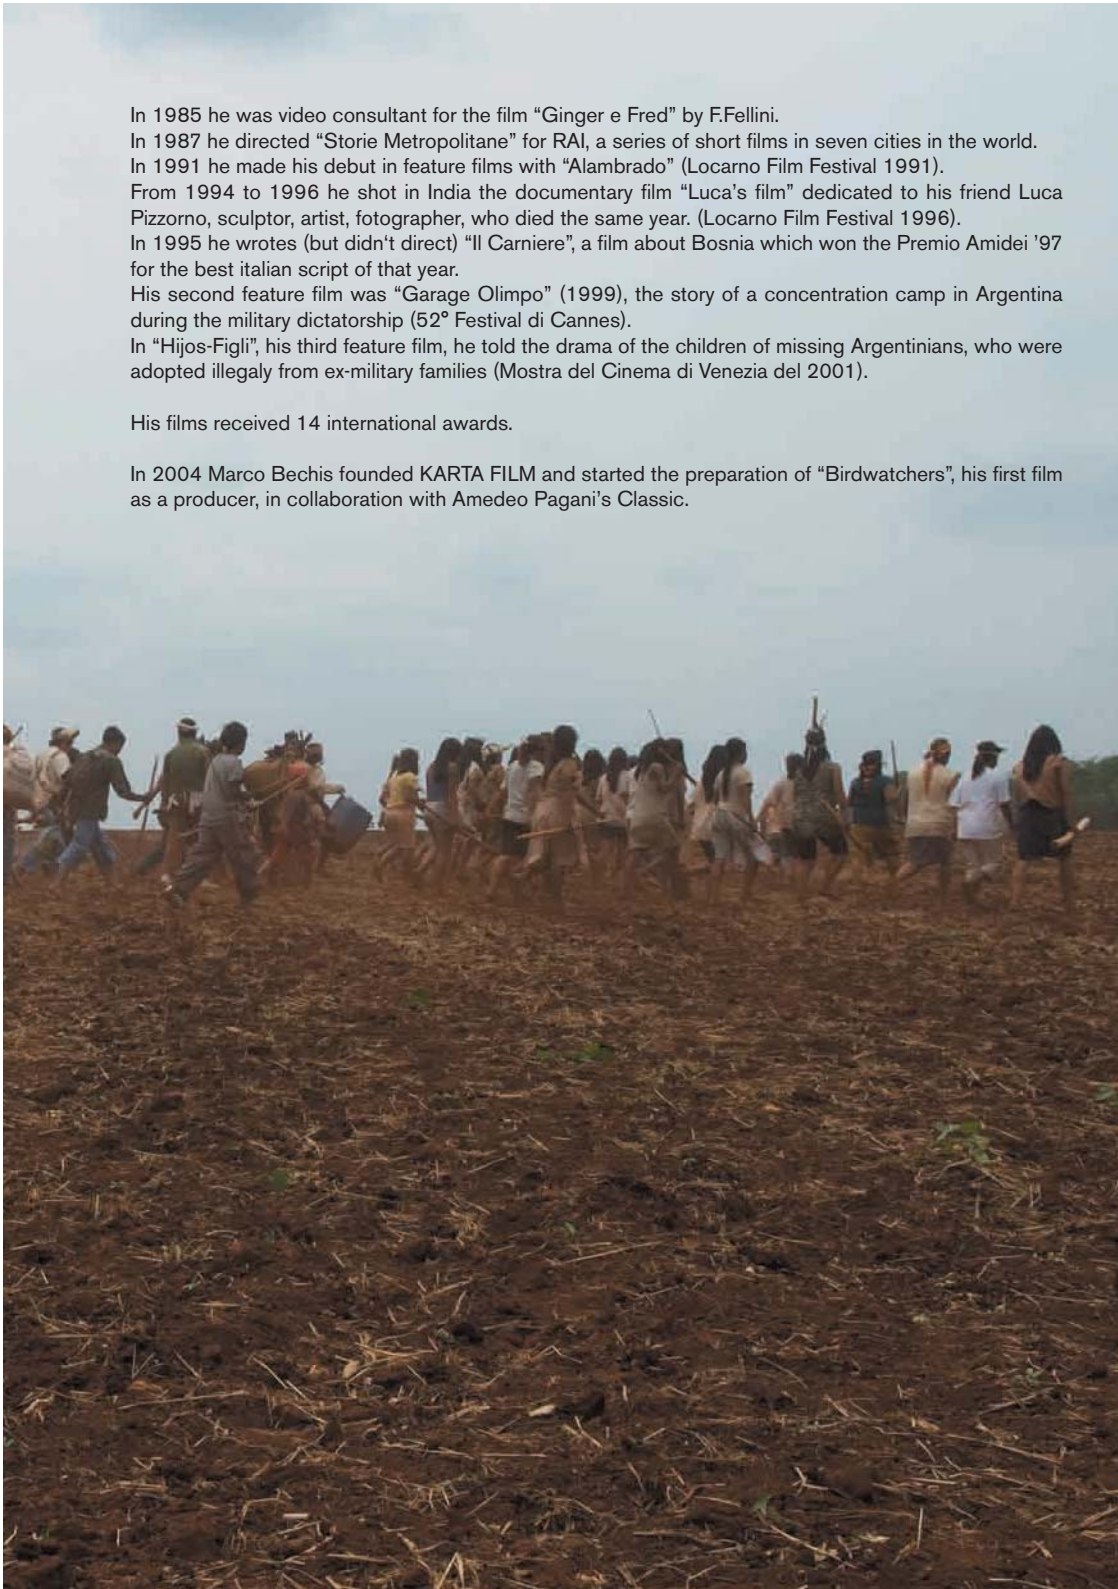 In 1985 he was video consultant for the film “Ginger e Fred” by F.Fellini.
In 1987 he directed “Storie Metropolitane” for RAI, a series of short films in seven cities in the world.
In 1991 he made his debut in feature films with “Alambrado” (Locarno Film Festival 1991).
From 1994 to 1996 he shot in India the documentary film “Luca’s film” dedicated to his friend Luca
Pizzorno, sculptor, artist, fotographer, who died the same year. (Locarno Film Festival 1996).
In 1995 he wrotes (but didn‘t direct) “Il Carniere”, a film about Bosnia which won the Premio Amidei ’97
for the best italian script of that year.
His second feature film was “Garage Olimpo” (1999), the story of a concentration camp in Argentina
during the military dictatorship (52° Festival di Cannes).
In “Hijos-Figli”, his third feature film, he told the drama of the children of missing Argentinians, who were
adopted illegaly from ex-military families (Mostra del Cinema di Venezia del 2001).
His films received 14 international awards.
In 2004 Marco Bechis founded KARTA FILM and started the preparation of “Birdwatchers”, his first film
as a producer, in collaboration with Amedeo Pagani’s Classic.